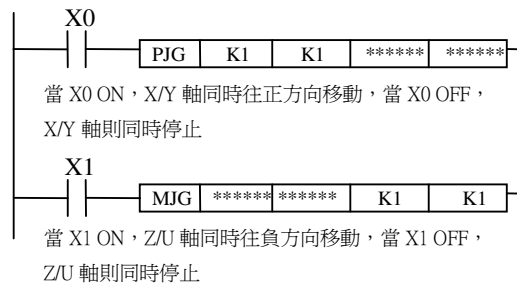 X0
PJG K1 K1 ****** ******
當 X0 ON，X/Y 軸同時往正方向移動，當 X0 OFF，
X/Y 軸則同時停止
X1
MJG ****** ****** K1 K1
當 X1 ON，Z/U 軸同時往負方向移動，當 X1 OFF，
Z/U 軸則同時停止